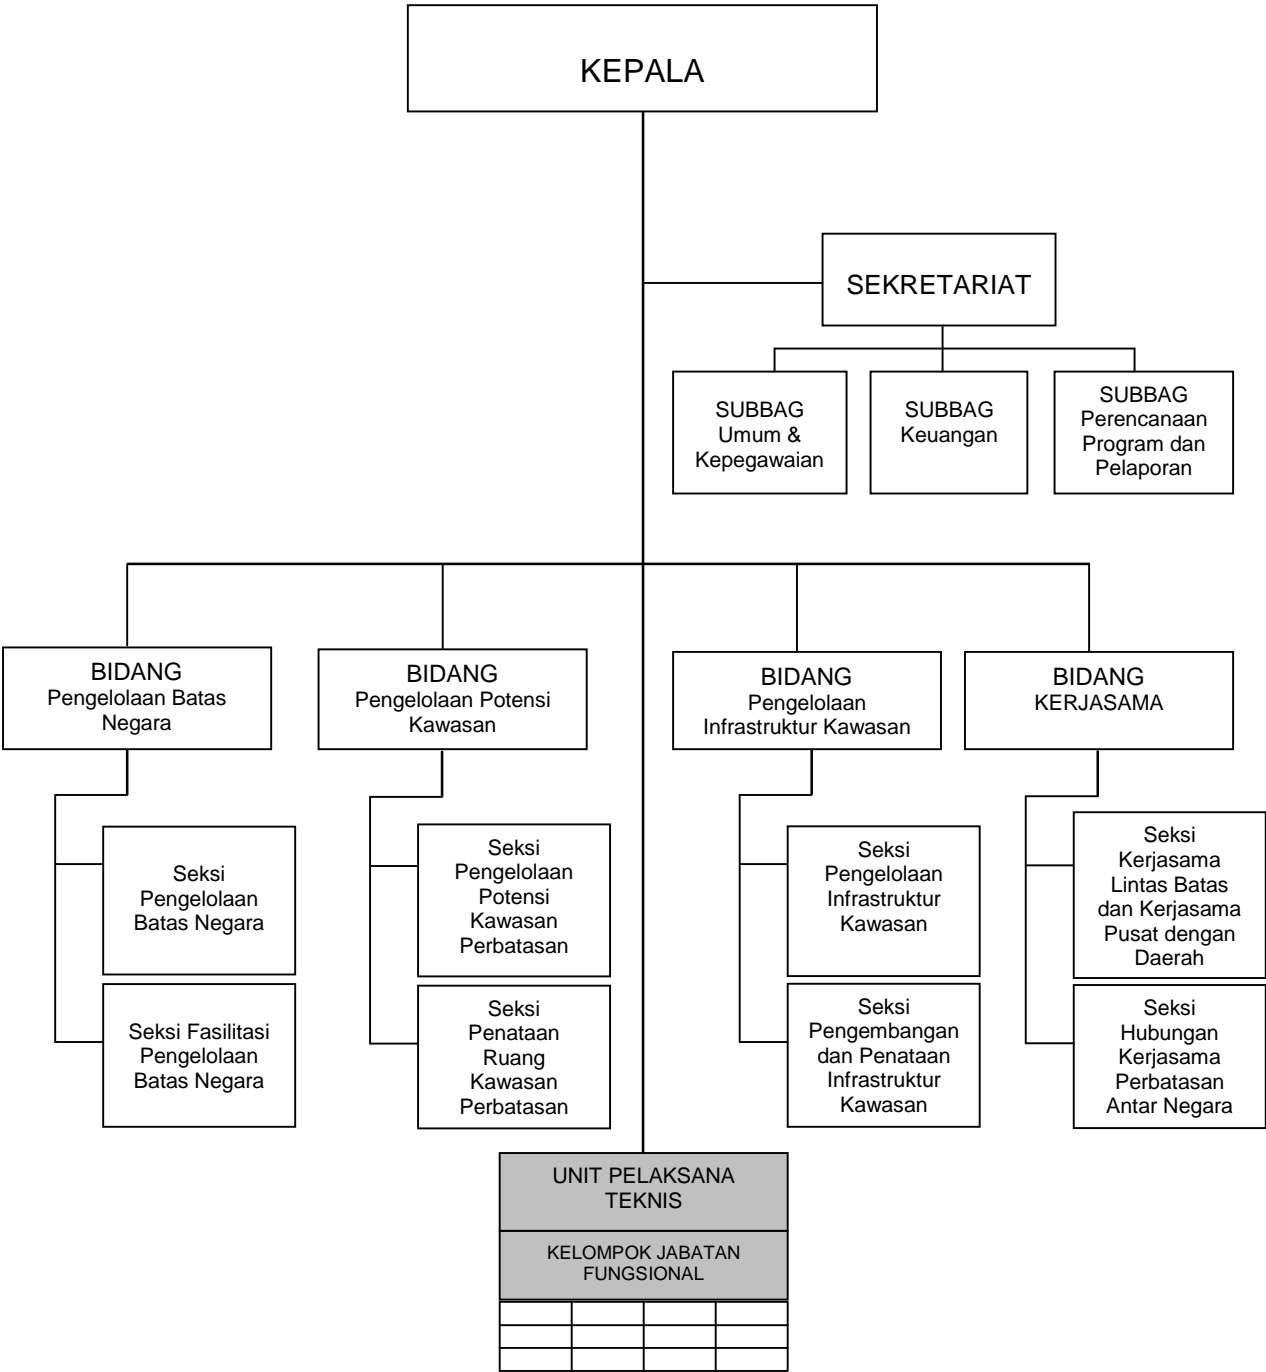 KEPALA
SEKRETARIAT
SUBBAG
Umum &
Kepegawaian
SUBBAG
Keuangan
SUBBAG
Perencanaan
Program dan
Pelaporan
BIDANG
Pengelolaan Batas
Negara
BIDANG
Pengelolaan Potensi
Kawasan
BIDANG
Pengelolaan
Infrastruktur Kawasan
BIDANG
KERJASAMA
Seksi
Pengelolaan
Batas Negara
Seksi
Pengelolaan
Potensi
Kawasan
Perbatasan
Seksi
Pengelolaan
Infrastruktur
Kawasan
Seksi
Kerjasama
Lintas Batas
dan Kerjasama
Pusat dengan
Daerah
Seksi Fasilitasi
Pengelolaan
Batas Negara
Seksi
Penataan
Ruang
Kawasan
Perbatasan
Seksi
Pengembangan
dan Penataan
Infrastruktur
Kawasan
Seksi
Hubungan
Kerjasama
Perbatasan
Antar Negara
UNIT PELAKSANA
TEKNIS
KELOMPOK JABATAN
FUNGSIONAL